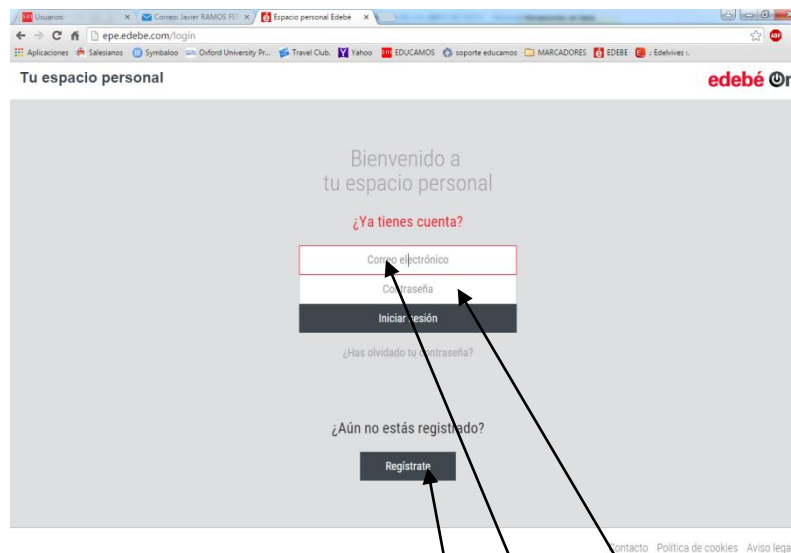 Usuarios
Correo: Javier RAMOS FE
Espacio personal Edebé
epe.edebe.com/login
ABP
Aplicaciones Salesianos Symbaloo Oxford University Pr... Travel Club. Yahoo EDUCAMOS soporte educamos MARCADORES EDEBE .: Edelvives :.
Tu espacio personal
edebé On
Bienvenido a
tu espacio personal
¿Ya tienes cuenta?
Correo electrónico
Contraseña
Iniciar sesión
¿Has olvidado tu contraseña?
¿Aún no estás registrado?
Regístrate
Contacto Política de cookies Aviso legal